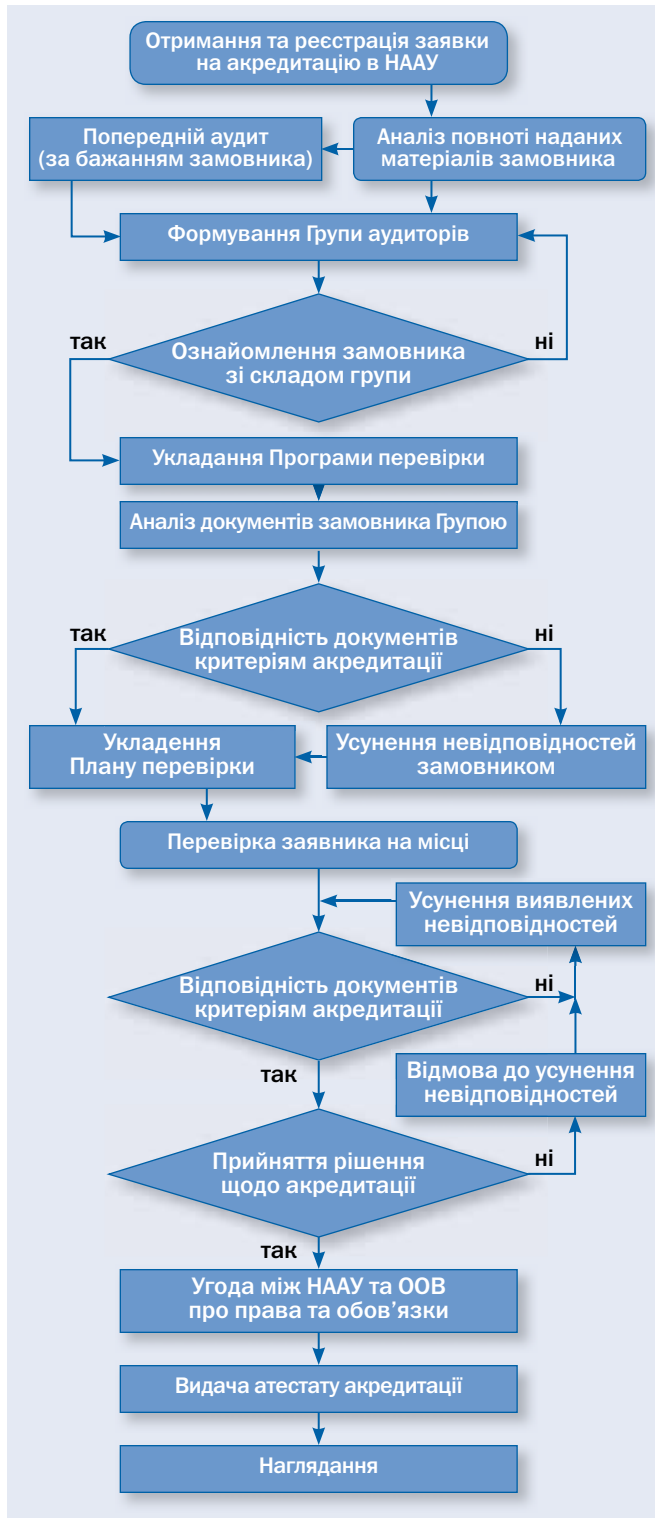 Отримання та реєстрація заявки
на акредитацію в НААУ
Попередній аудит
(за бажанням замовника)
Аналіз повноті наданих
матеріалів замовника
Формування Групи аудиторів
так
ні
Ознайомлення замовника
зі складом групи
Укладання Програми перевірки
Аналіз документів замовника Групою
так
ні
Відповідність документів
критеріям акредитації
Укладення
Плану перевірки
Усунення невідповідностей
замовником
Перевірка заявника на місці
Усунення виявлених
невідповідностей
Відповідність документів
критеріям акредитації
ні
так
Відмова до усунення
невідповідностей
Прийняття рішення
щодо акредитації
ні
так
Угода між НААУ та ООВ
про права та обов’язки
Видача атестату акредитації
Наглядання